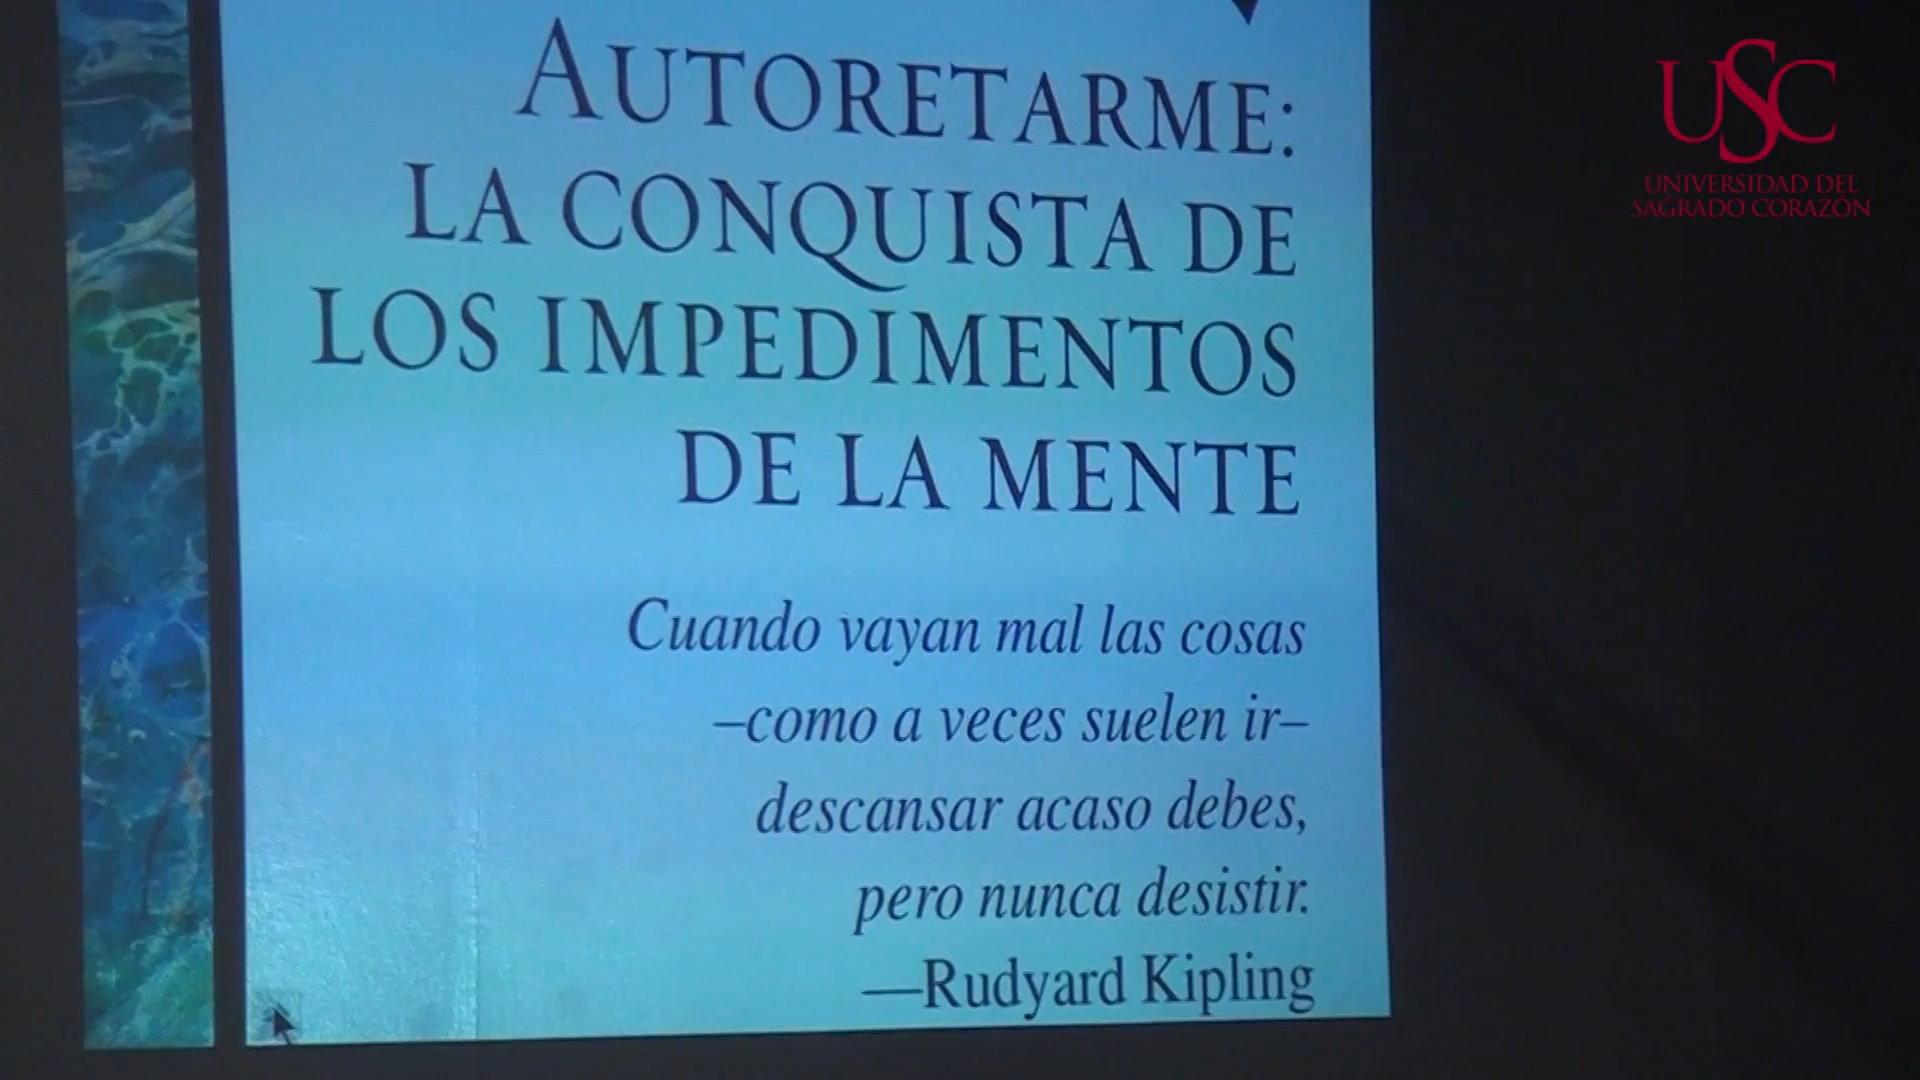 AUTORETARME:
LA CONQUISTA DE
LOS IMPEDIMENTOS
DE LA MENTE
Cuando vayan mal las cosas
–como a veces suelen ir–
descansar acaso debes,
pero nunca desistir.
—Rudyard Kipling
USC
UNIVERSIDAD DEL
SAGRADO CORAZÓN